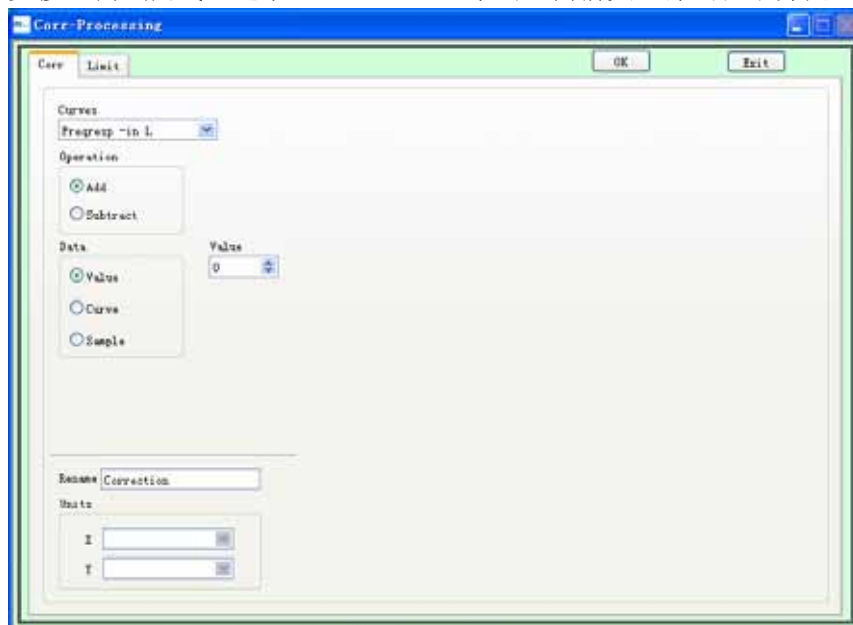 Corr-Processing
Corr
Limit
OK
Exit
Curves
Operation
Add
Subtract
Data
Value
Value
0
Curve
Sample
Rename
Correction
Units